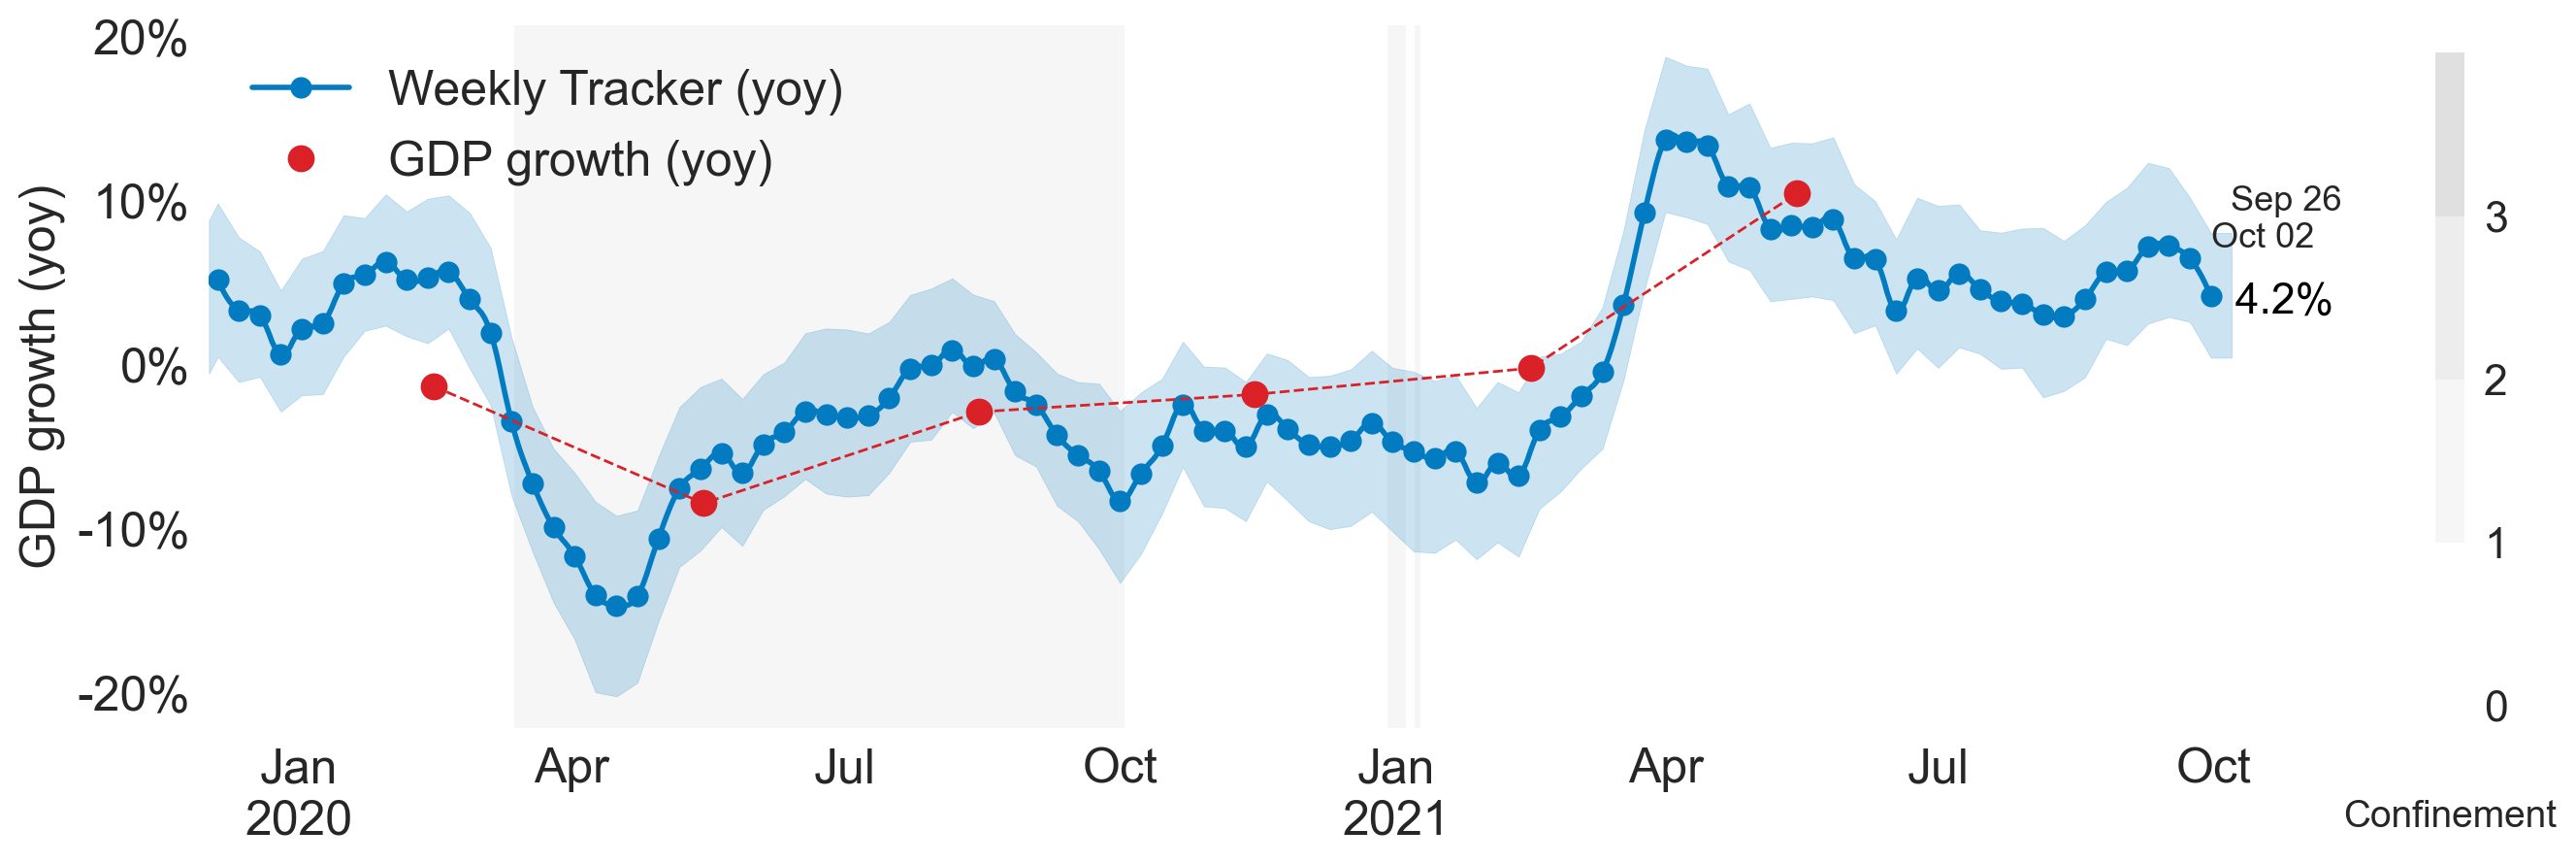 20%
10%
0%
-10%
-20%
GDP growth (yoy)
Weekly Tracker (yoy)
GDP growth (yoy)
Sep 26
Oct 02
4.2%
3
2
1
0
Jan Apr Jul Oct Jan Apr Jul Oct
2020 2021
Confinement